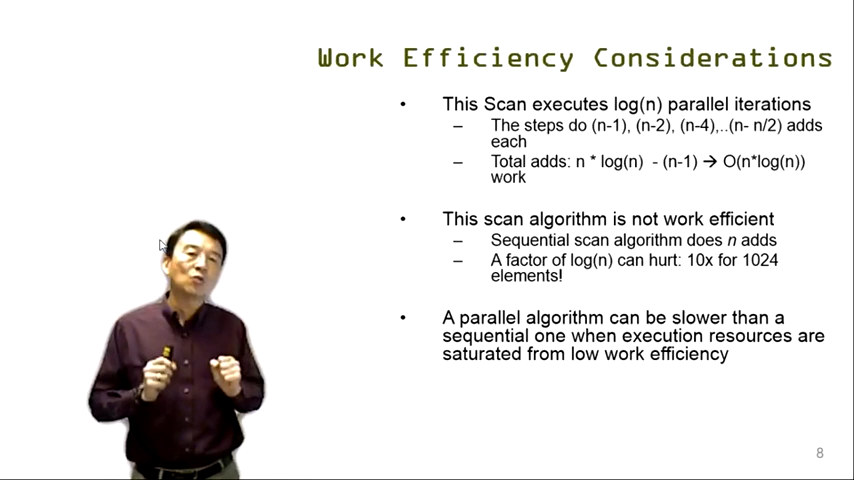 Work Efficiency Considerations
• This Scan executes log(n) parallel iterations
– The steps do (n-1), (n-2), (n-4),..(n- n/2) adds
each
– Total adds: n * log(n) - (n-1) → O(n*log(n))
work
• This scan algorithm is not work efficient
– Sequential scan algorithm does n adds
– A factor of log(n) can hurt: 10x for 1024
elements!
• A parallel algorithm can be slower than a
sequential one when execution resources are
saturated from low work efficiency
8